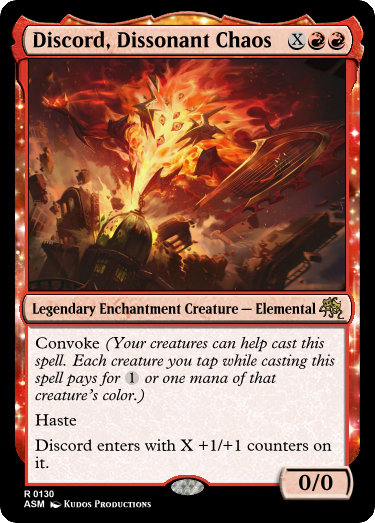 Discord, Dissonant Chaos X
Legendary Enchantment Creature — Elemental
Convoke (Your creatures can help cast this
spell. Each creature you tap while casting this
spell pays for 1 or one mana of that
creature's color.)
Haste
Discord enters with X +1/+1 counters on
it.
0/0
R 0130
ASM Kudos Productions